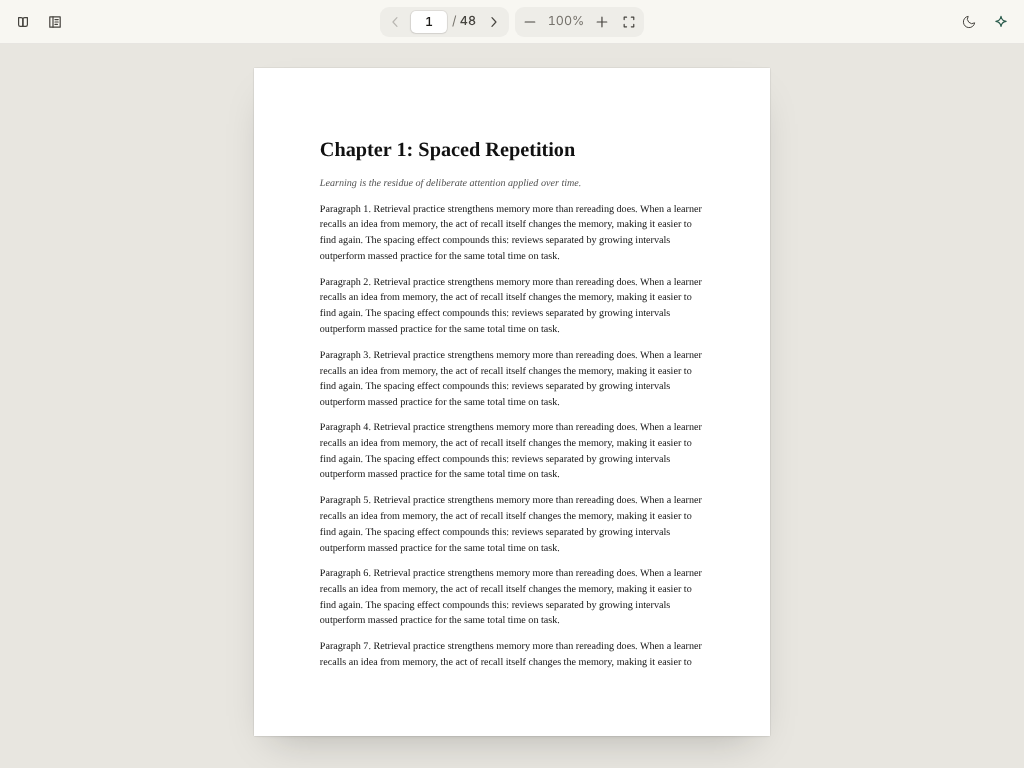 1 / 48 100%
Chapter 1: Spaced Repetition
Learning is the residue of deliberate attention applied over time.
Paragraph 1. Retrieval practice strengthens memory more than rereading does. When a learner
recalls an idea from memory, the act of recall itself changes the memory, making it easier to
find again. The spacing effect compounds this: reviews separated by growing intervals
outperform massed practice for the same total time on task.
Paragraph 2. Retrieval practice strengthens memory more than rereading does. When a learner
recalls an idea from memory, the act of recall itself changes the memory, making it easier to
find again. The spacing effect compounds this: reviews separated by growing intervals
outperform massed practice for the same total time on task.
Paragraph 3. Retrieval practice strengthens memory more than rereading does. When a learner
recalls an idea from memory, the act of recall itself changes the memory, making it easier to
find again. The spacing effect compounds this: reviews separated by growing intervals
outperform massed practice for the same total time on task.
Paragraph 4. Retrieval practice strengthens memory more than rereading does. When a learner
recalls an idea from memory, the act of recall itself changes the memory, making it easier to
find again. The spacing effect compounds this: reviews separated by growing intervals
outperform massed practice for the same total time on task.
Paragraph 5. Retrieval practice strengthens memory more than rereading does. When a learner
recalls an idea from memory, the act of recall itself changes the memory, making it easier to
find again. The spacing effect compounds this: reviews separated by growing intervals
outperform massed practice for the same total time on task.
Paragraph 6. Retrieval practice strengthens memory more than rereading does. When a learner
recalls an idea from memory, the act of recall itself changes the memory, making it easier to
find again. The spacing effect compounds this: reviews separated by growing intervals
outperform massed practice for the same total time on task.
Paragraph 7. Retrieval practice strengthens memory more than rereading does. When a learner
recalls an idea from memory, the act of recall itself changes the memory, making it easier to